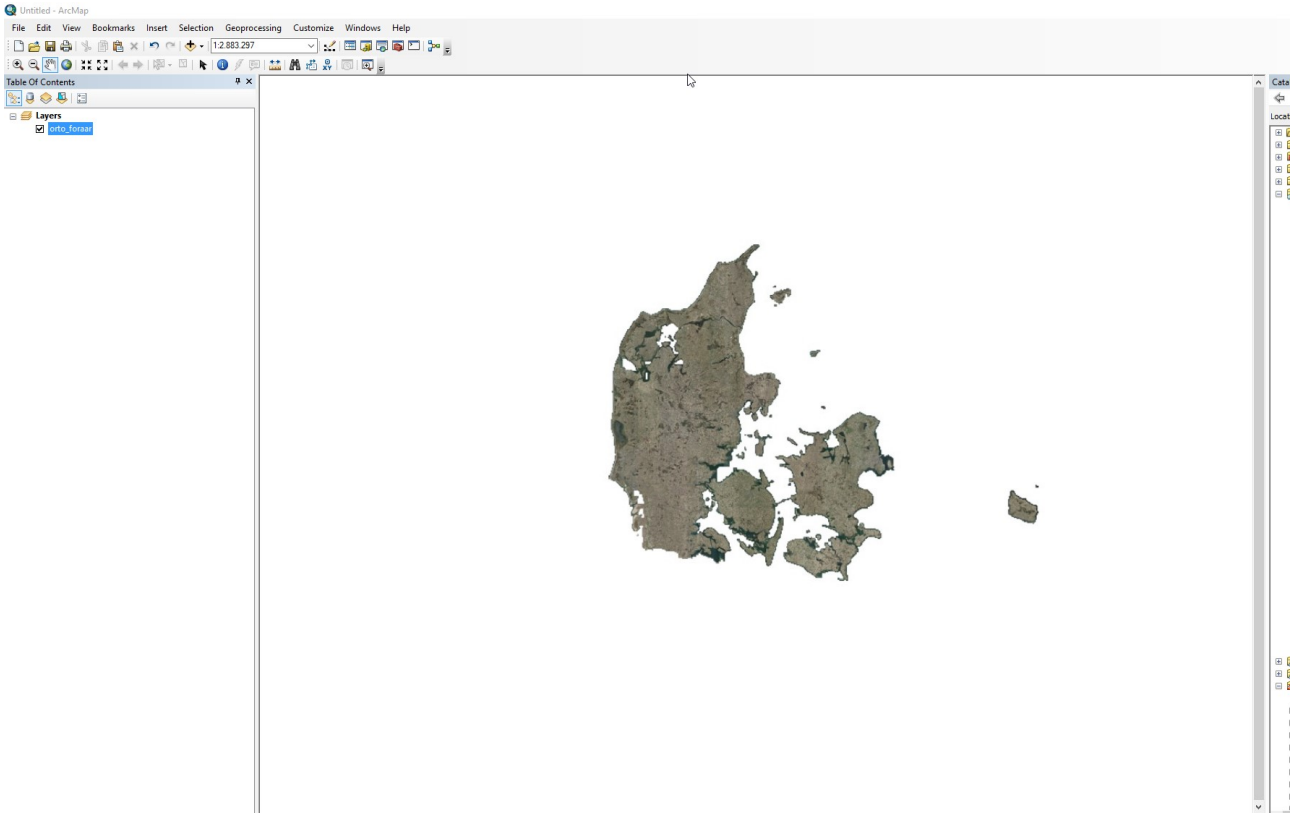 Untitled - ArcMap
File Edit View Bookmarks Insert Selection Geoprocessing Customize Windows Help
1:2.883.297
Table Of Contents
Cata
Layers
Locat
orto_foraar